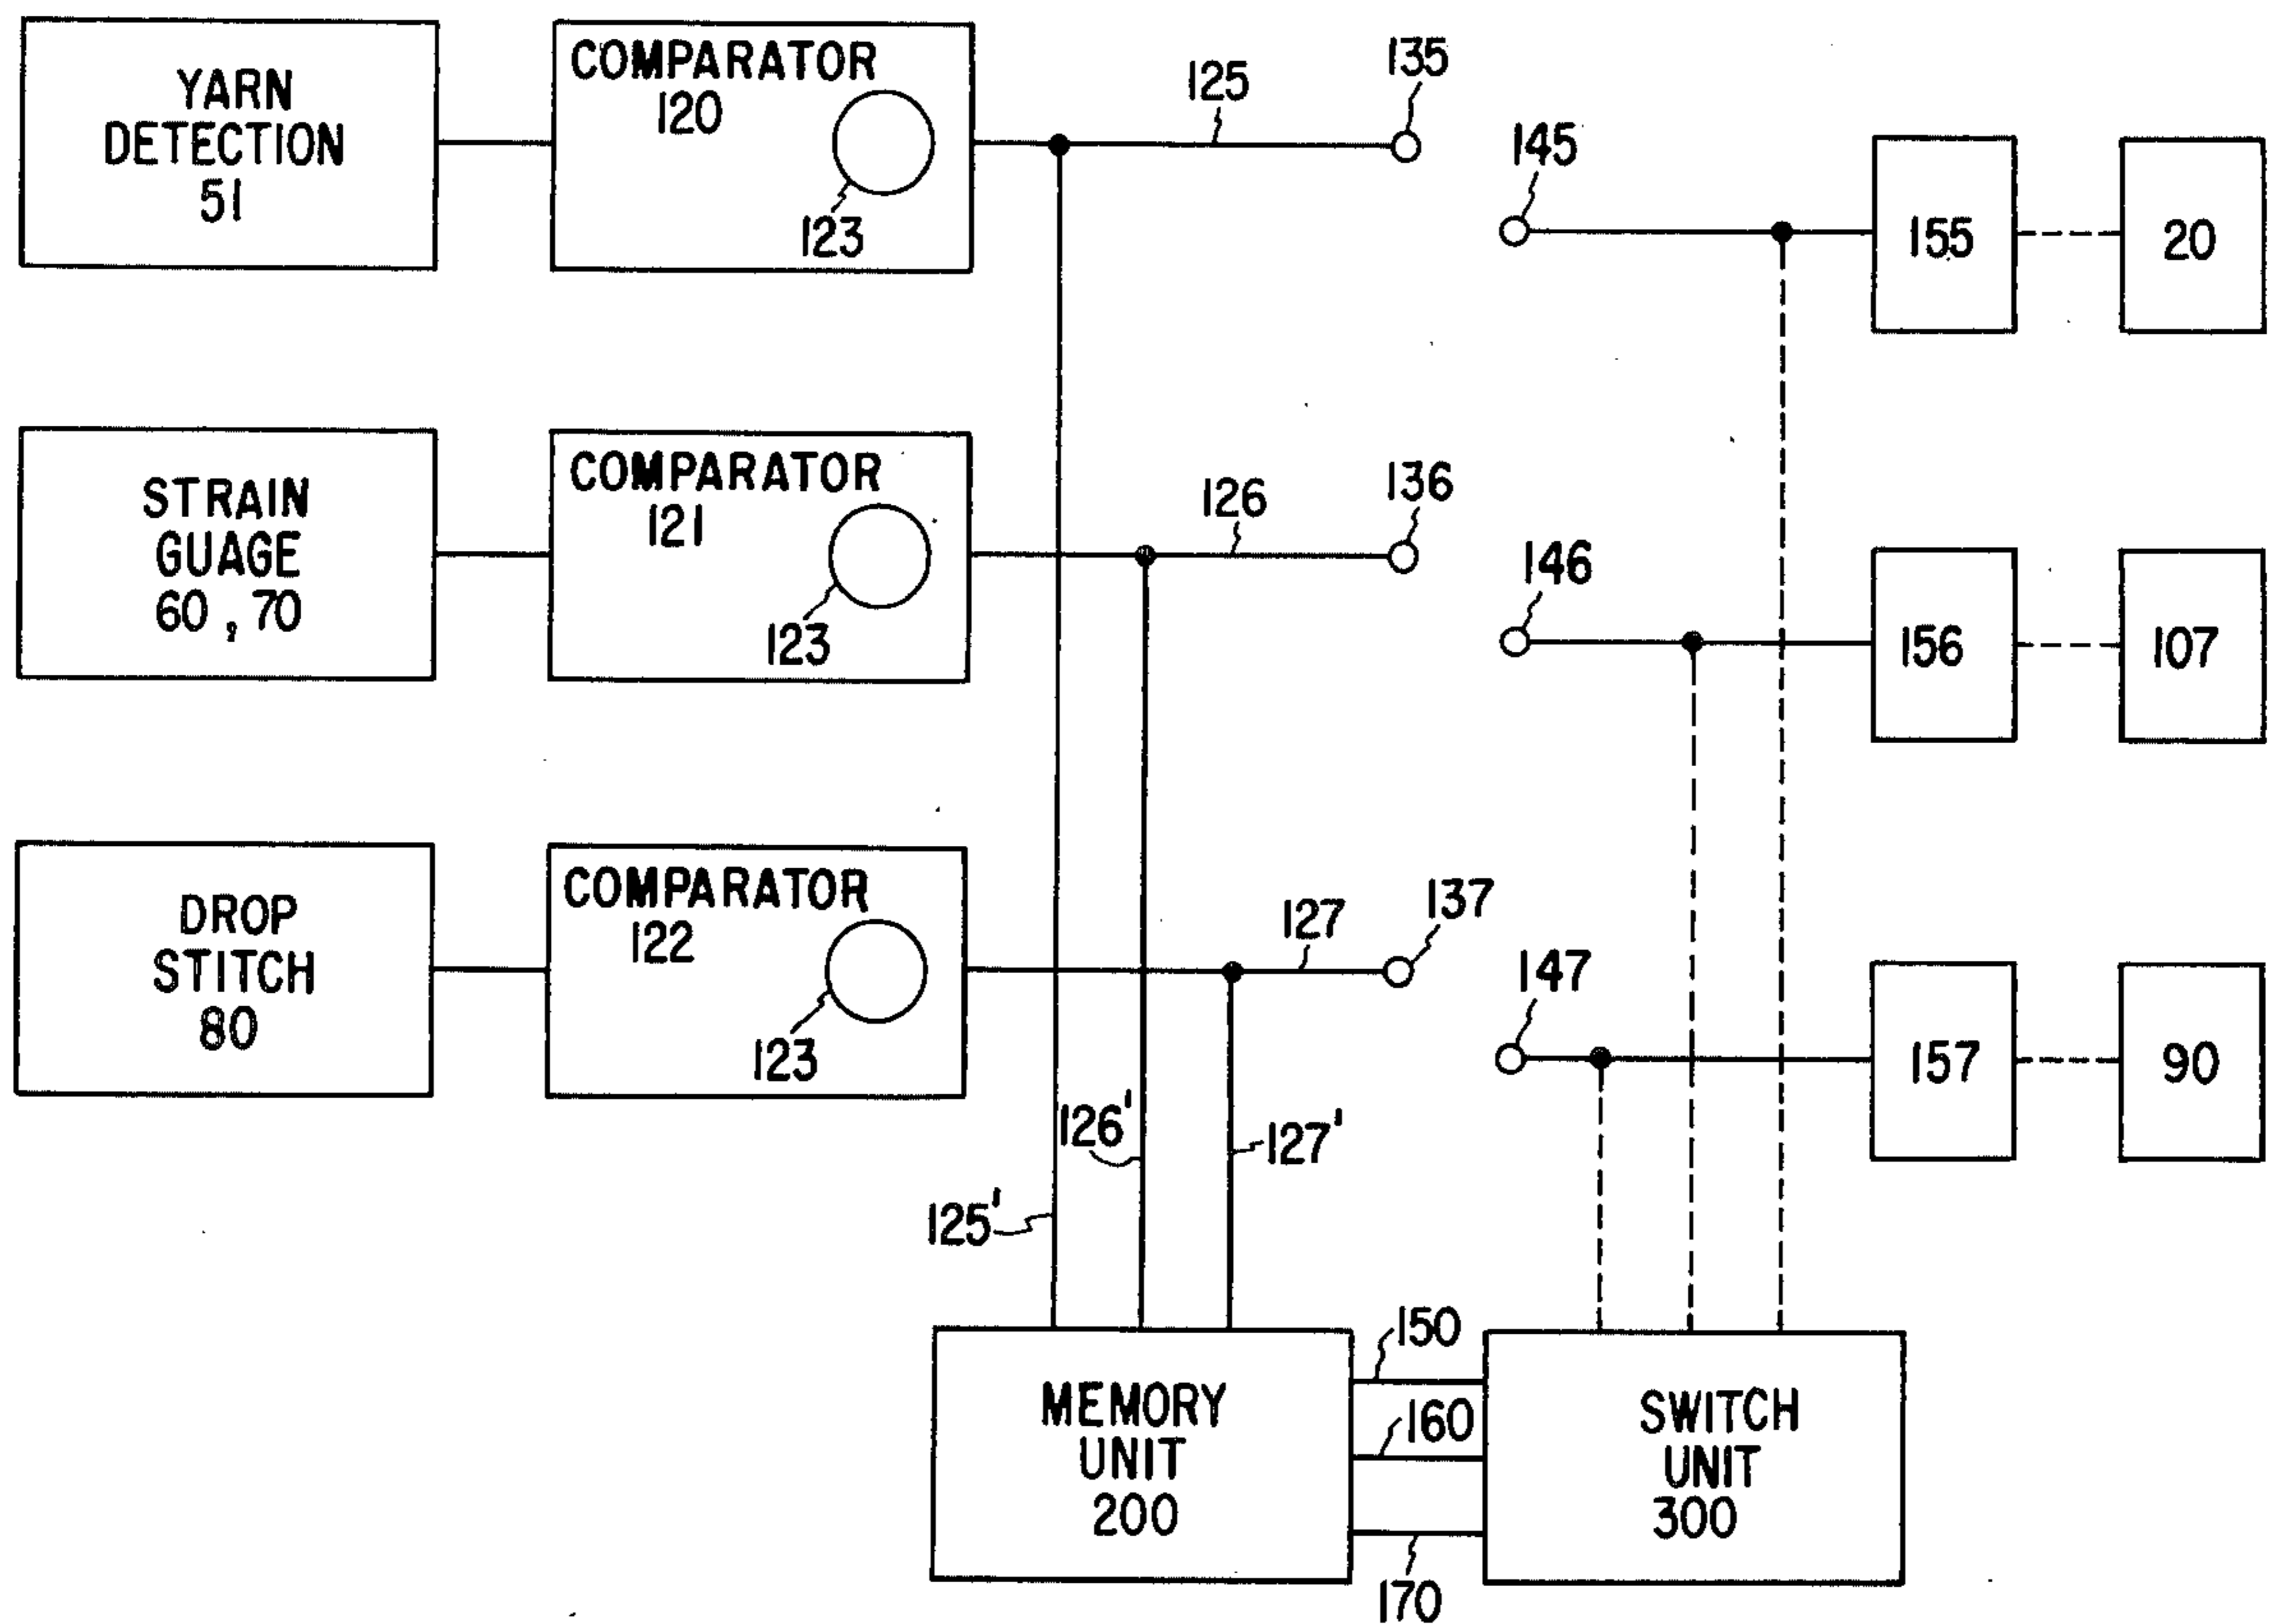 YARN
DETECTION
51
COMPARATOR
120
123
125
135
145
155
20
STRAIN
GUAGE
60, 70
COMPARATOR
121
123
126
136
146
156
107
DROP
STITCH
80
COMPARATOR
122
123
127
137
147
157
90
125'
126'
127'
MEMORY
UNIT
200
150
160
170
SWITCH
UNIT
300